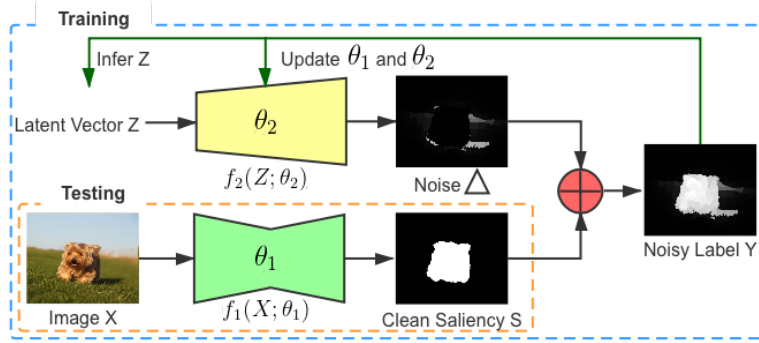 Training
Infer Z
Update θ₁ and θ₂
Latent Vector Z
θ₂
f₂(Z; θ₂)
Noise △
Testing
θ₁
f₁(X; θ₁)
Image X
Clean Saliency S
Noisy Label Y